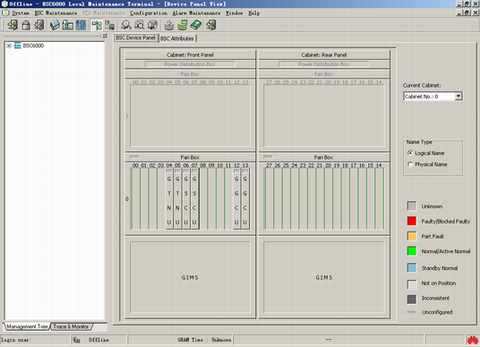 Offline - BSC6000 Local Maintenance Terminal - [Device Panel View]
System BSC Maintenance BTS Maintenance Configuration Alarm Maintenance Window Help
BSC6000
BSC Device Panel BSC Attributes
Cabinet: Front Panel
Power Distribution Box
Fan Box
00 01 02 03 04 05 06 07 08 09 10 11 12 13
1
Fan Box
00 01 02 03 04 05 06 07 08 09 10 11 12 13
0
G T N U
G T N U
G S C U
G S C U
G G C U
G G C U
GIMS
Cabinet: Rear Panel
Power Distribution Box
Fan Box
27 26 25 24 23 22 21 20 19 18 17 16 15 14
Fan Box
27 26 25 24 23 22 21 20 19 18 17 16 15 14
GIMS
Current Cabinet:
Cabinet No.: 0
Name Type
Logical Name
Physical Name
Unknown
Faulty/Blocked Faulty
Part Fault
Normal/Active Normal
Standby Normal
Not on Position
Inconsistent
Unconfigured
Management Tree Trace & Monitor
Login user: Offline GBAM Time : Unknown --